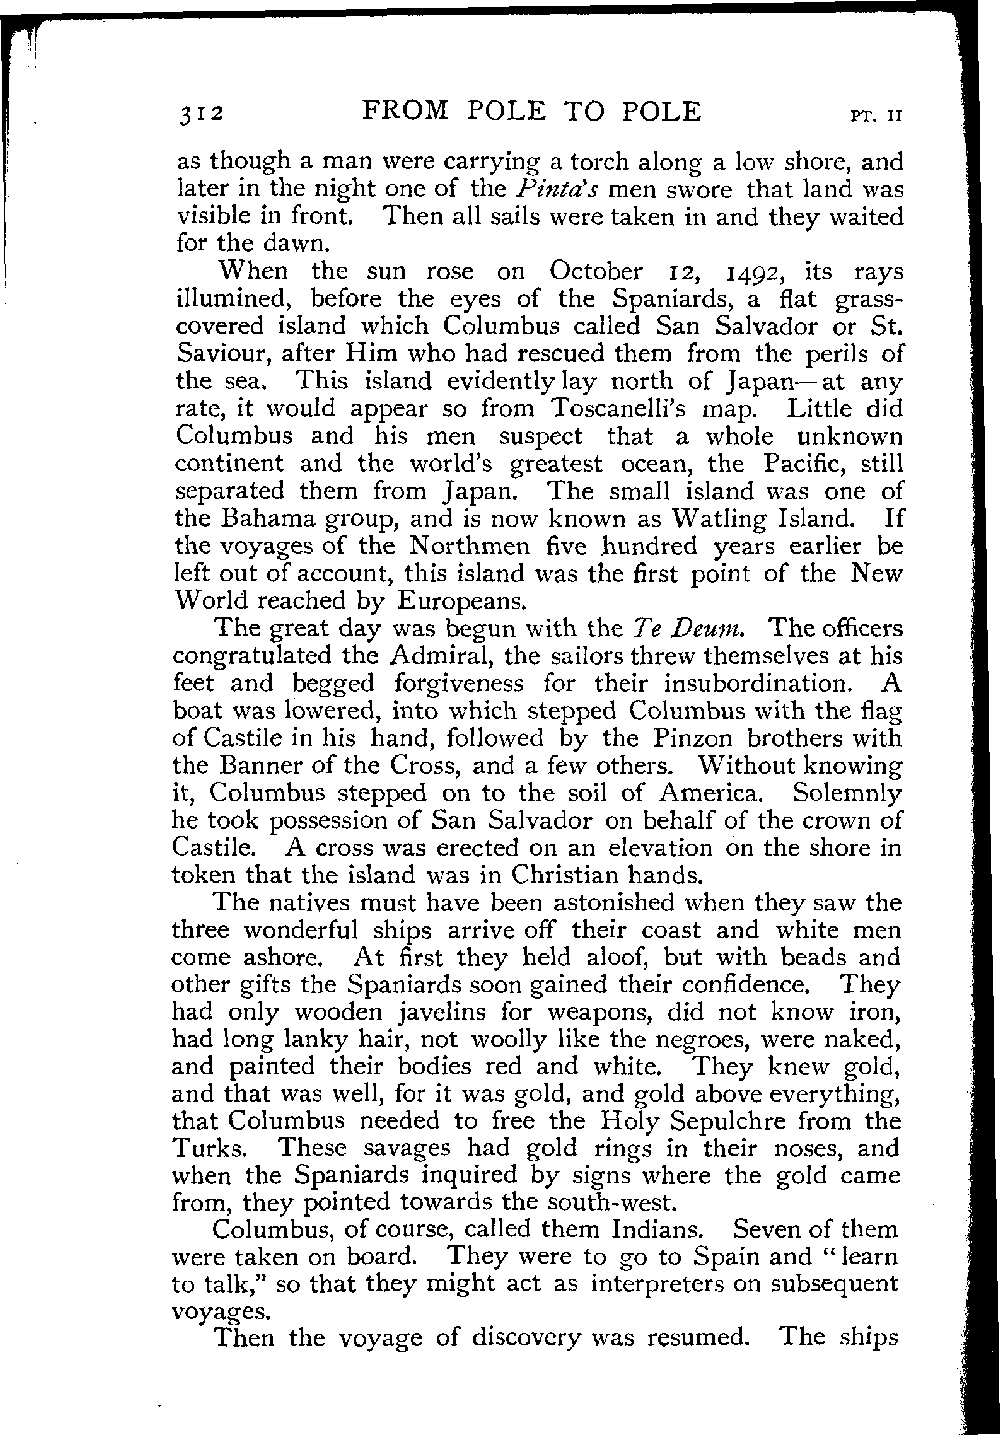 312 FROM POLE TO POLE PT. II
as though a man were carrying a torch along a low shore, and
later in the night one of the Pinta's men swore that land was
visible in front. Then all sails were taken in and they waited
for the dawn.
When the sun rose on October 12, 1492, its rays
illumined, before the eyes of the Spaniards, a flat grass-
covered island which Columbus called San Salvador or St.
Saviour, after Him who had rescued them from the perils of
the sea. This island evidently lay north of Japan—at any
rate, it would appear so from Toscanelli's map. Little did
Columbus and his men suspect that a whole unknown
continent and the world's greatest ocean, the Pacific, still
separated them from Japan. The small island was one of
the Bahama group, and is now known as Watling Island. If
the voyages of the Northmen five hundred years earlier be
left out of account, this island was the first point of the New
World reached by Europeans.
The great day was begun with the Te Deum. The officers
congratulated the Admiral, the sailors threw themselves at his
feet and begged forgiveness for their insubordination. A
boat was lowered, into which stepped Columbus with the flag
of Castile in his hand, followed by the Pinzon brothers with
the Banner of the Cross, and a few others. Without knowing
it, Columbus stepped on to the soil of America. Solemnly
he took possession of San Salvador on behalf of the crown of
Castile. A cross was erected on an elevation on the shore in
token that the island was in Christian hands.
The natives must have been astonished when they saw the
three wonderful ships arrive off their coast and white men
come ashore. At first they held aloof, but with beads and
other gifts the Spaniards soon gained their confidence. They
had only wooden javelins for weapons, did not know iron,
had long lanky hair, not woolly like the negroes, were naked,
and painted their bodies red and white. They knew gold,
and that was well, for it was gold, and gold above everything,
that Columbus needed to free the Holy Sepulchre from the
Turks. These savages had gold rings in their noses, and
when the Spaniards inquired by signs where the gold came
from, they pointed towards the south-west.
Columbus, of course, called them Indians. Seven of them
were taken on board. They were to go to Spain and "learn
to talk," so that they might act as interpreters on subsequent
voyages.
Then the voyage of discovery was resumed. The ships